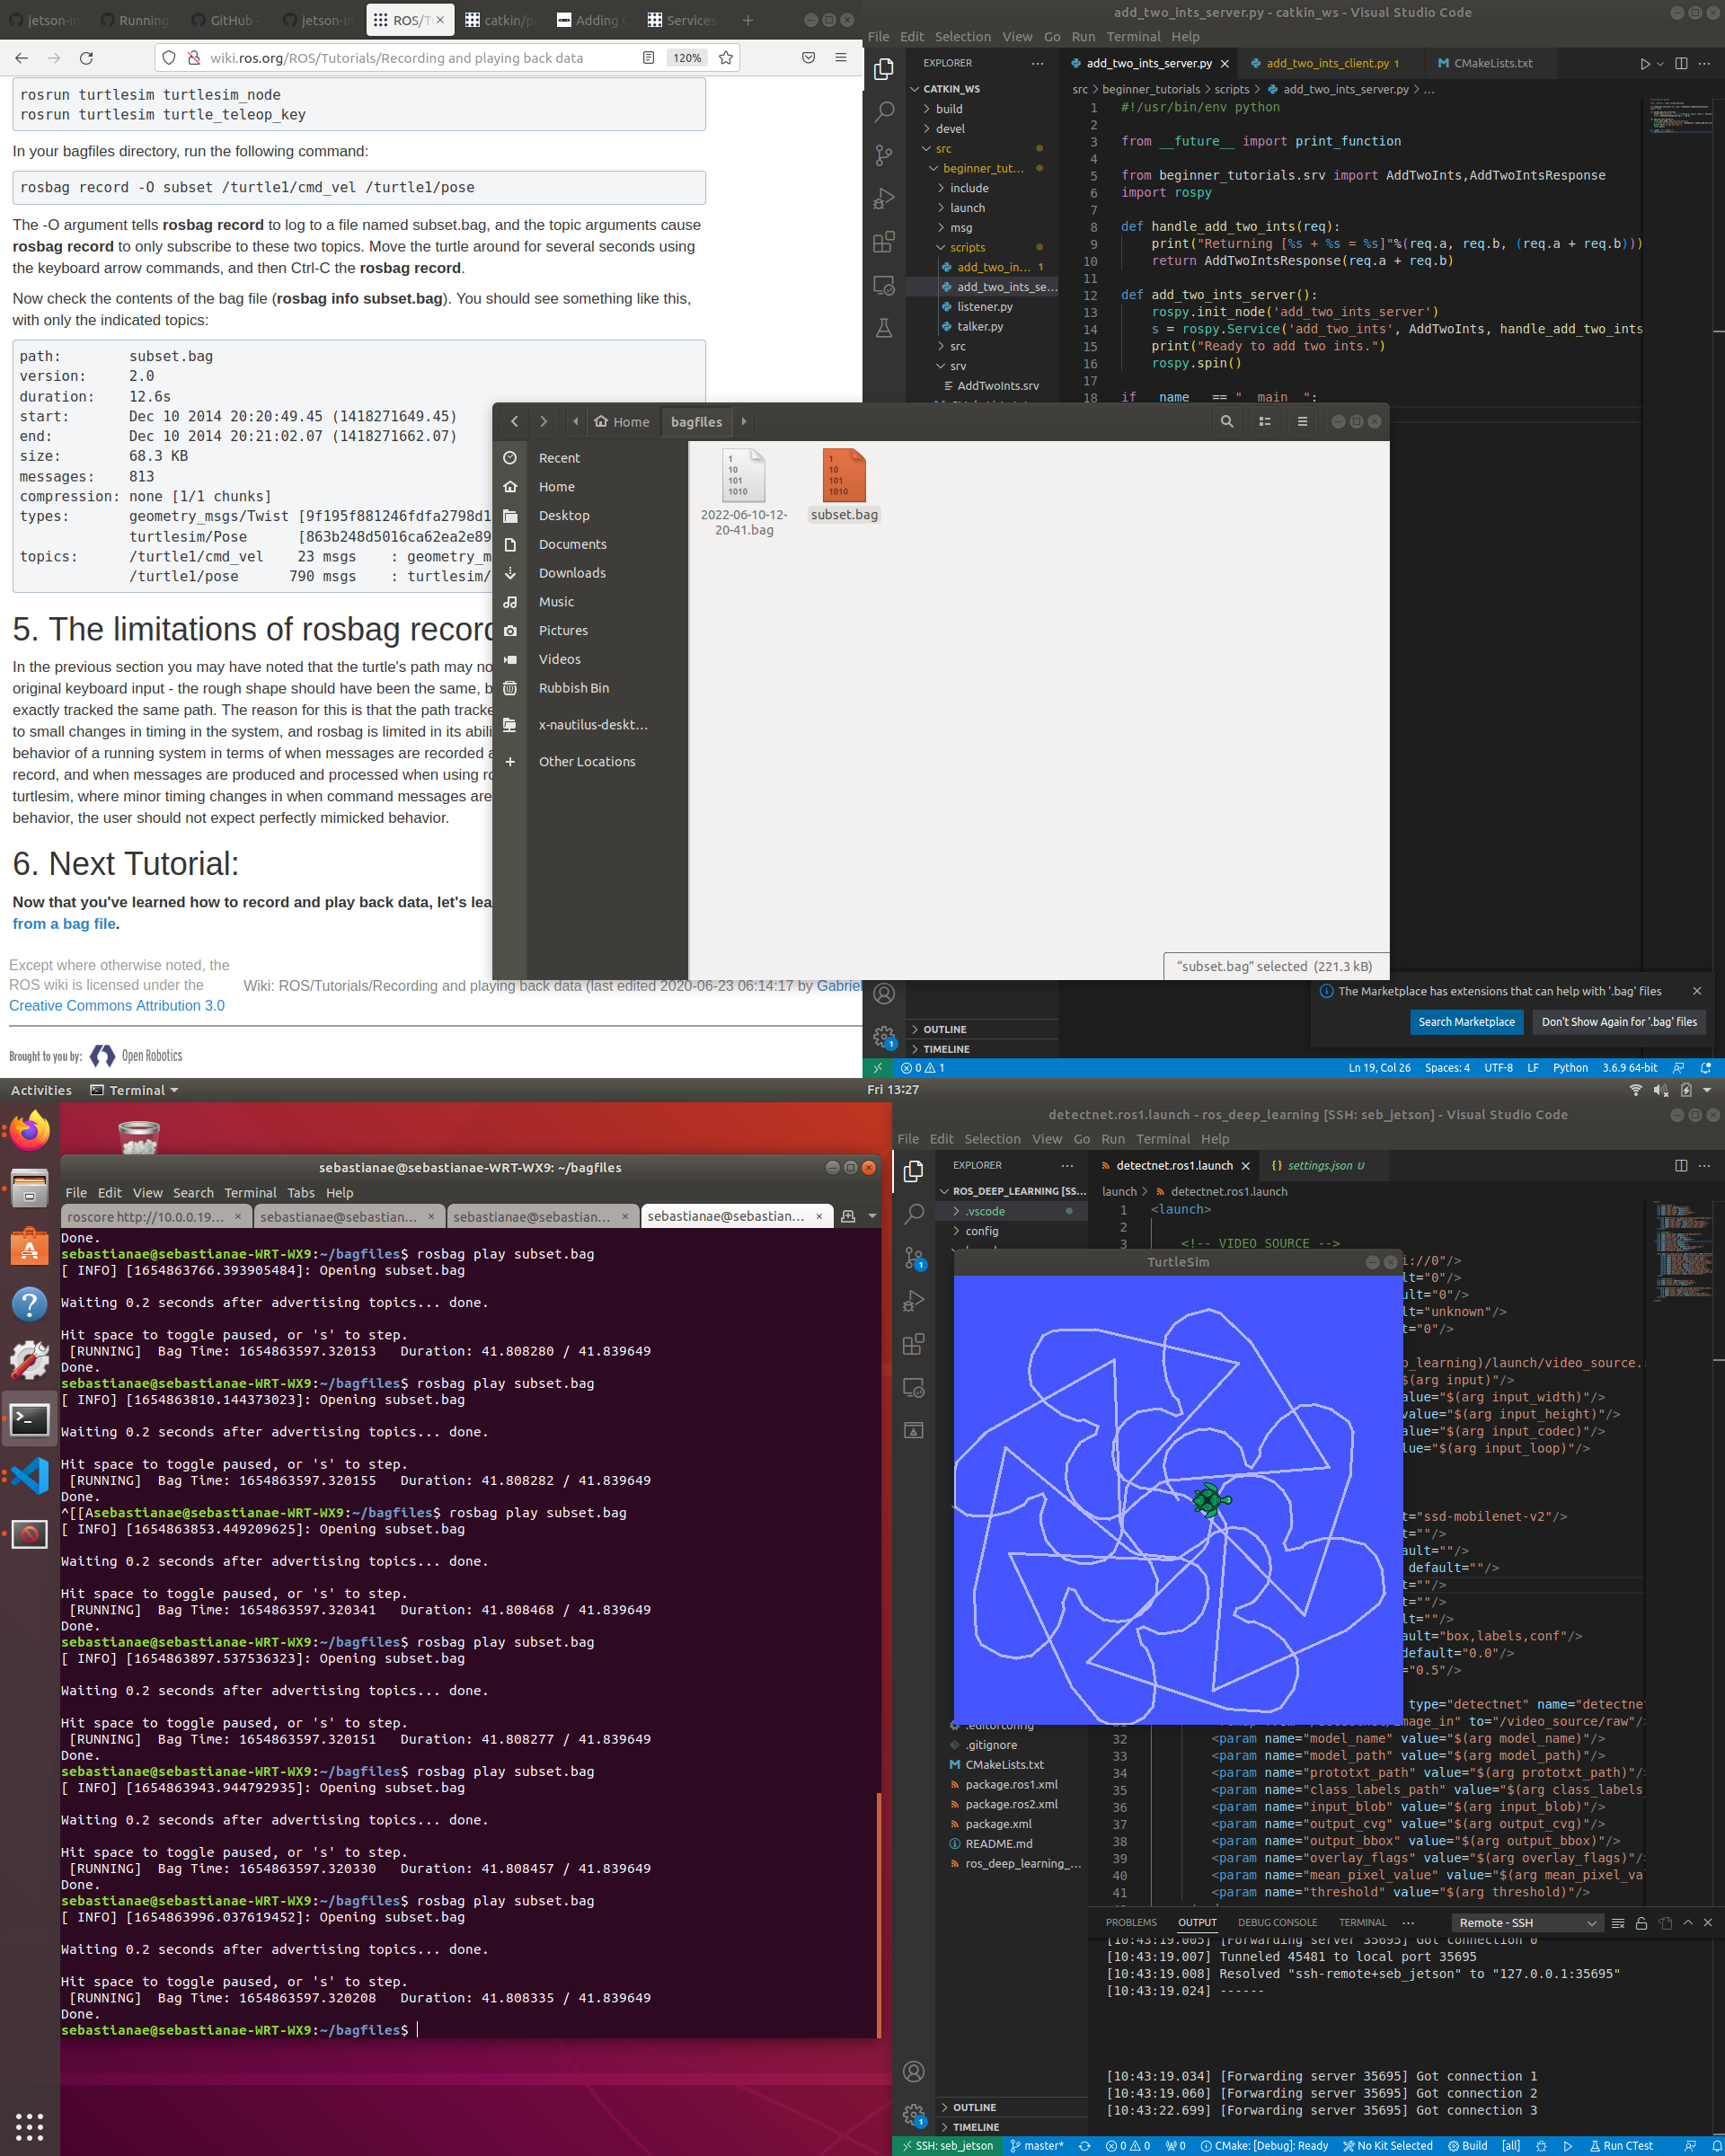 jetson-in
Running
GitHub
jetson-in
ROS/T
catkin/p
Adding
Services
wiki.ros.org/ROS/Tutorials/Recording and playing back data
120%
rosrun turtlesim turtlesim_node
rosrun turtlesim turtle_teleop_key
In your bagfiles directory, run the following command:
rosbag record -O subset /turtle1/cmd_vel /turtle1/pose
The -O argument tells rosbag record to log to a file named subset.bag, and the topic arguments cause
rosbag record to only subscribe to these two topics. Move the turtle around for several seconds using
the keyboard arrow commands, and then Ctrl-C the rosbag record.
Now check the contents of the bag file (rosbag info subset.bag). You should see something like this,
with only the indicated topics:
path: subset.bag
version: 2.0
duration: 12.6s
start: Dec 10 2014 20:20:49.45 (1418271649.45)
end: Dec 10 2014 20:21:02.07 (1418271662.07)
size: 68.3 KB
messages: 813
compression: none [1/1 chunks]
types: geometry_msgs/Twist [9f195f881246fdfa2798d1
turtlesim/Pose [863b248d5016ca62ea2e89
topics: /turtle1/cmd_vel 23 msgs : geometry_m
/turtle1/pose 790 msgs : turtlesim/
5. The limitations of rosbag record
In the previous section you may have noted that the turtle's path may no
original keyboard input - the rough shape should have been the same, b
exactly tracked the same path. The reason for this is that the path tracke
to small changes in timing in the system, and rosbag is limited in its abili
behavior of a running system in terms of when messages are recorded a
record, and when messages are produced and processed when using ro
turtlesim, where minor timing changes in when command messages are
behavior, the user should not expect perfectly mimicked behavior.
6. Next Tutorial:
Now that you've learned how to record and play back data, let's lea
from a bag file.
Except where otherwise noted, the
ROS wiki is licensed under the
Creative Commons Attribution 3.0
Wiki: ROS/Tutorials/Recording and playing back data (last edited 2020-06-23 06:14:17 by Gabriel
Brought to you by: Open Robotics
add_two_ints_server.py - catkin_ws - Visual Studio Code
File Edit Selection View Go Run Terminal Help
EXPLORER
CATKIN_WS
build
devel
src
beginner_tut...
include
launch
msg
scripts
add_two_in... 1
add_two_ints_se...
listener.py
talker.py
src
srv
AddTwoInts.srv
OUTLINE
TIMELINE
add_two_ints_server.py
add_two_ints_client.py 1
CMakeLists.txt
src > beginner_tutorials > scripts > add_two_ints_server.py > ...
1 #!/usr/bin/env python
2
3 from __future__ import print_function
4
5 from beginner_tutorials.srv import AddTwoInts,AddTwoIntsResponse
6 import rospy
7
8 def handle_add_two_ints(req):
9 print("Returning [%s + %s = %s]"%(req.a, req.b, (req.a + req.b)))
10 return AddTwoIntsResponse(req.a + req.b)
11
12 def add_two_ints_server():
13 rospy.init_node('add_two_ints_server')
14 s = rospy.Service('add_two_ints', AddTwoInts, handle_add_two_ints
15 print("Ready to add two ints.")
16 rospy.spin()
17
18 if __name__ == "__main__":
Home
bagfiles
Recent
Home
Desktop
Documents
Downloads
Music
Pictures
Videos
Rubbish Bin
x-nautilus-deskt...
Other Locations
2022-06-10-12-
20-41.bag
subset.bag
"subset.bag" selected (221.3 kB)
The Marketplace has extensions that can help with '.bag' files
Search Marketplace
Don't Show Again for '.bag' files
0 1
Ln 19, Col 26 Spaces: 4 UTF-8 LF Python 3.6.9 64-bit
Activities
Terminal
Fri 13:27
sebastianae@sebastianae-WRT-WX9: ~/bagfiles
File Edit View Search Terminal Tabs Help
roscore http://10.0.0.19...
sebastianae@sebastian...
sebastianae@sebastian...
sebastianae@sebastian...
Done.
sebastianae@sebastianae-WRT-WX9:~/bagfiles$ rosbag play subset.bag
[ INFO] [1654863766.393905484]: Opening subset.bag
Waiting 0.2 seconds after advertising topics... done.
Hit space to toggle paused, or 's' to step.
[RUNNING] Bag Time: 1654863597.320153 Duration: 41.808280 / 41.839649
Done.
sebastianae@sebastianae-WRT-WX9:~/bagfiles$ rosbag play subset.bag
[ INFO] [1654863810.144373023]: Opening subset.bag
Waiting 0.2 seconds after advertising topics... done.
Hit space to toggle paused, or 's' to step.
[RUNNING] Bag Time: 1654863597.320155 Duration: 41.808282 / 41.839649
Done.
^[[Asebastianae@sebastianae-WRT-WX9:~/bagfiles$ rosbag play subset.bag
[ INFO] [1654863853.449209625]: Opening subset.bag
Waiting 0.2 seconds after advertising topics... done.
Hit space to toggle paused, or 's' to step.
[RUNNING] Bag Time: 1654863597.320341 Duration: 41.808468 / 41.839649
Done.
sebastianae@sebastianae-WRT-WX9:~/bagfiles$ rosbag play subset.bag
[ INFO] [1654863897.537536323]: Opening subset.bag
Waiting 0.2 seconds after advertising topics... done.
Hit space to toggle paused, or 's' to step.
[RUNNING] Bag Time: 1654863597.320151 Duration: 41.808277 / 41.839649
Done.
sebastianae@sebastianae-WRT-WX9:~/bagfiles$ rosbag play subset.bag
[ INFO] [1654863943.944792935]: Opening subset.bag
Waiting 0.2 seconds after advertising topics... done.
Hit space to toggle paused, or 's' to step.
[RUNNING] Bag Time: 1654863597.320330 Duration: 41.808457 / 41.839649
Done.
sebastianae@sebastianae-WRT-WX9:~/bagfiles$ rosbag play subset.bag
[ INFO] [1654863996.037619452]: Opening subset.bag
Waiting 0.2 seconds after advertising topics... done.
Hit space to toggle paused, or 's' to step.
[RUNNING] Bag Time: 1654863597.320208 Duration: 41.808335 / 41.839649
Done.
sebastianae@sebastianae-WRT-WX9:~/bagfiles$
detectnet.ros1.launch - ros_deep_learning [SSH: seb_jetson] - Visual Studio Code
File Edit Selection View Go Run Terminal Help
EXPLORER
ROS_DEEP_LEARNING [SS...
.vscode
config
.editorconfig
.gitignore
CMakeLists.txt
package.ros1.xml
package.ros2.xml
package.xml
README.md
ros_deep_learning_...
OUTLINE
TIMELINE
detectnet.ros1.launch
settings.json U
launch > detectnet.ros1.launch
1 <launch>
2
3 <!-- VIDEO SOURCE -->
TurtleSim
i://0"/>
lt="0"/>
ult="0"/>
lt="unknown"/>
t="0"/>
p_learning)/launch/video_source.
$(arg input)"/>
alue="$(arg input_width)"/>
value="$(arg input_height)"/>
alue="$(arg input_codec)"/>
lue="$(arg input_loop)"/>
t="ssd-mobilenet-v2"/>
t=""/>
ault=""/>
default=""/>
t=""/>
t=""/>
lt=""/>
ault="box,labels,conf"/>
default="0.0"/>
="0.5"/>
type="detectnet" name="detectne
image_in" to="/video_source/raw"/
32 <param name="model_name" value="$(arg model_name)"/>
33 <param name="model_path" value="$(arg model_path)"/>
34 <param name="prototxt_path" value="$(arg prototxt_path)"/
35 <param name="class_labels_path" value="$(arg class_labels_
36 <param name="input_blob" value="$(arg input_blob)"/>
37 <param name="output_cvg" value="$(arg output_cvg)"/>
38 <param name="output_bbox" value="$(arg output_bbox)"/>
39 <param name="overlay_flags" value="$(arg overlay_flags)"/
40 <param name="mean_pixel_value" value="$(arg mean_pixel_va
41 <param name="threshold" value="$(arg threshold)"/>
PROBLEMS OUTPUT DEBUG CONSOLE TERMINAL ...
Remote - SSH
[10:43:19.005] [Forwarding server 35695] Got connection 0
[10:43:19.007] Tunneled 45481 to local port 35695
[10:43:19.008] Resolved "ssh-remote+seb_jetson" to "127.0.0.1:35695"
[10:43:19.024] ------
[10:43:19.034] [Forwarding server 35695] Got connection 1
[10:43:19.060] [Forwarding server 35695] Got connection 2
[10:43:22.699] [Forwarding server 35695] Got connection 3
SSH: seb_jetson master* 0 0 0 CMake: [Debug]: Ready No Kit Selected Build [all] Run CTest